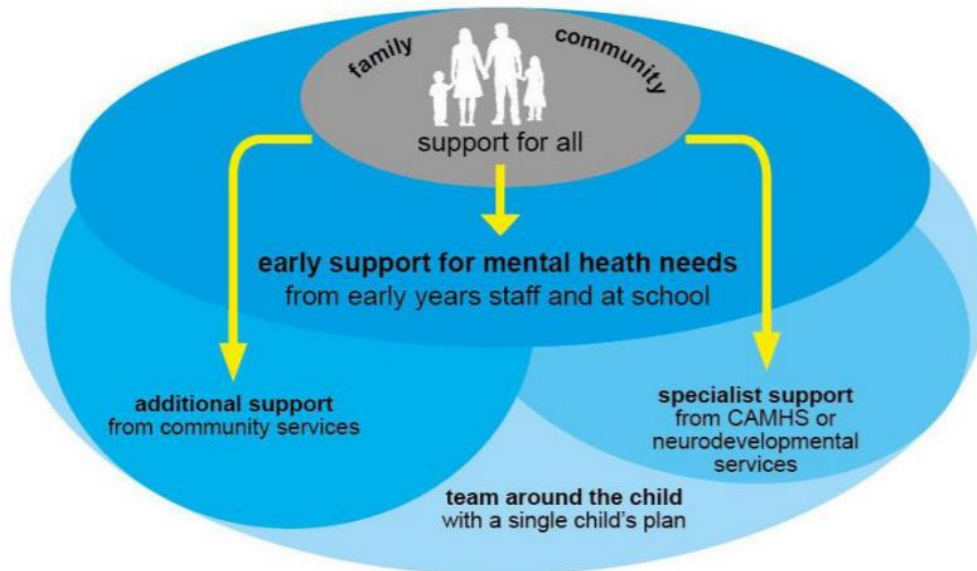 family
community
support for all
early support for mental heath needs
from early years staff and at school
additional support
from community services
specialist support
from CAMHS or
neurodevelopmental
services
team around the child
with a single child's plan